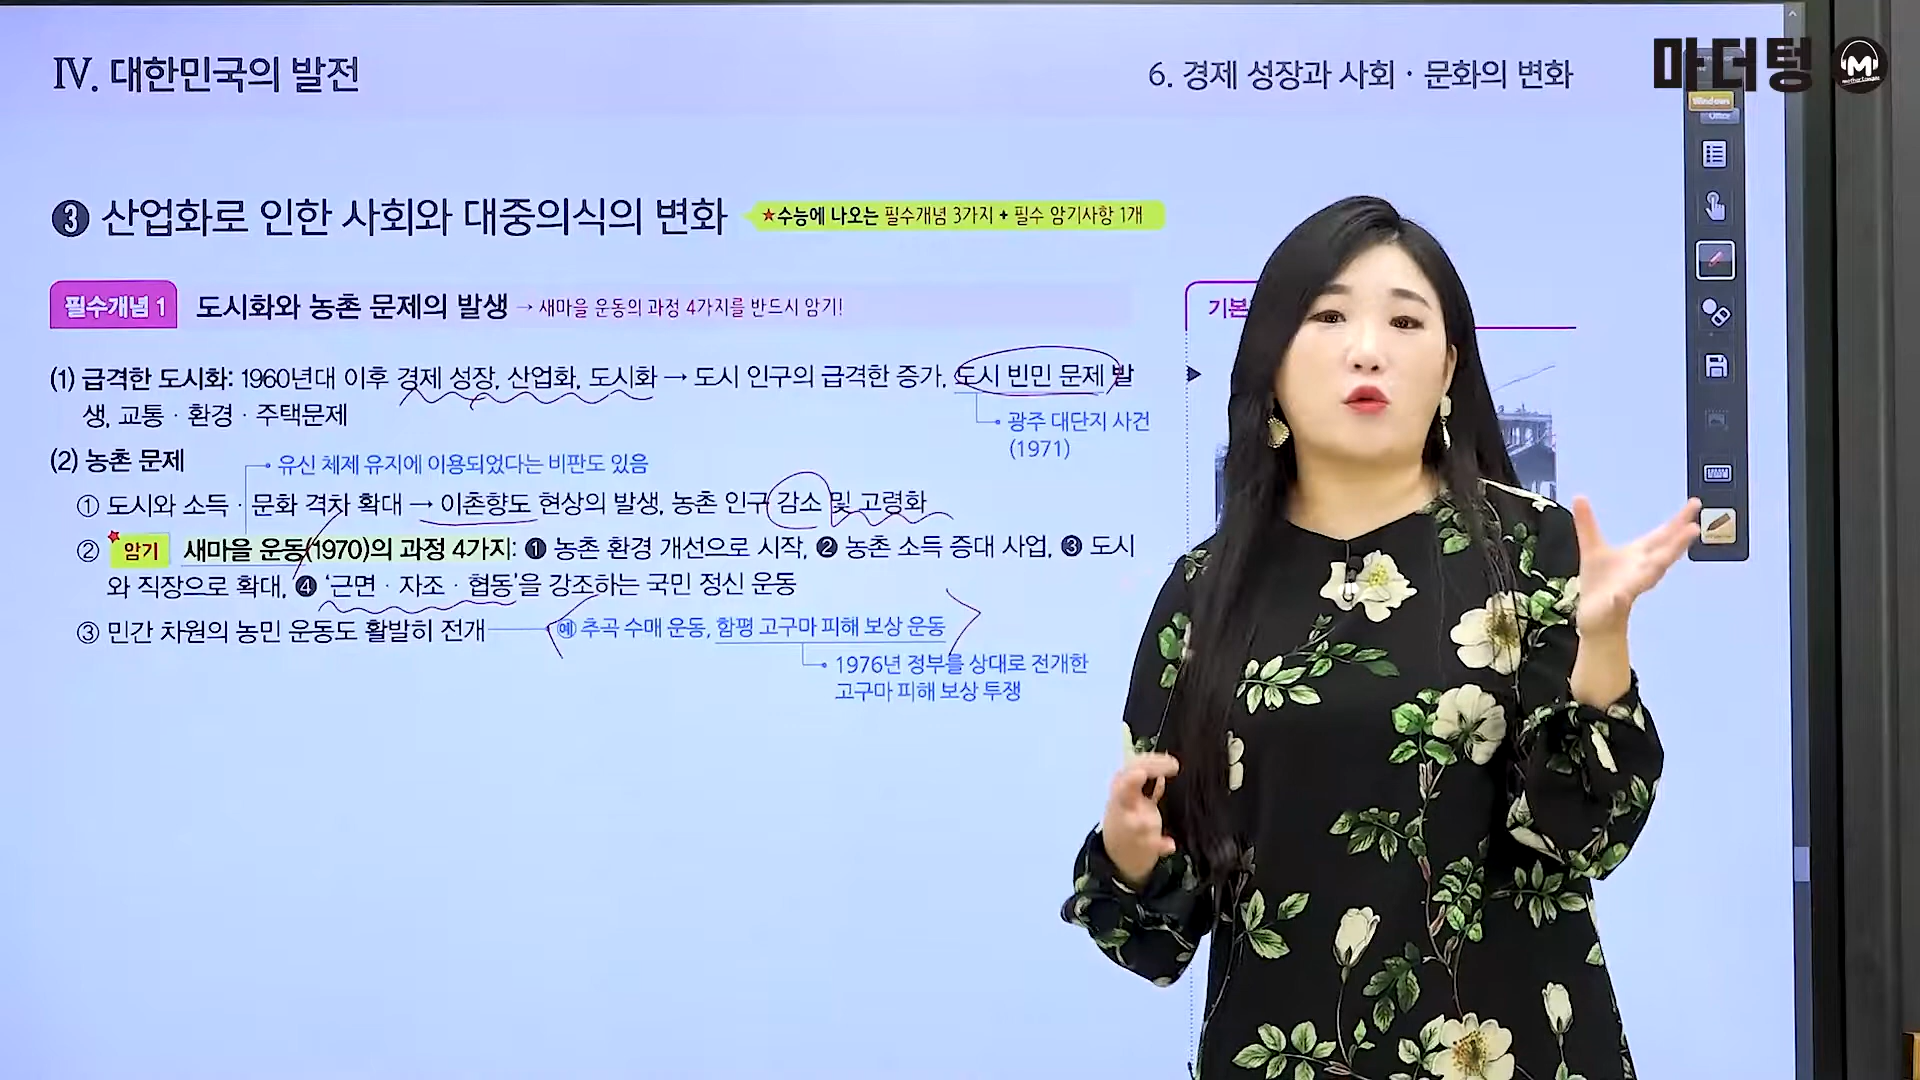 Ⅳ. 대한민국의 발전
6. 경제 성장과 사회 · 문화의 변화
마더텅
M
Windows
Office
❸ 산업화로 인한 사회와 대중의식의 변화
★수능에 나오는 필수개념 3가지 + 필수 암기사항 1개
필수개념 1
도시화와 농촌 문제의 발생 → 새마을 운동의 과정 4가지를 반드시 암기!
기본
(1) 급격한 도시화: 1960년대 이후 경제 성장, 산업화, 도시화 → 도시 인구의 급격한 증가, 도시 빈민 문제 발
생, 교통 · 환경 · 주택문제
광주 대단지 사건
(1971)
(2) 농촌 문제
유신 체제 유지에 이용되었다는 비판도 있음
① 도시와 소득 · 문화 격차 확대 → 이촌향도 현상의 발생, 농촌 인구 감소 및 고령화
② 암기 새마을 운동(1970)의 과정 4가지: ❶ 농촌 환경 개선으로 시작, ❷ 농촌 소득 증대 사업, ❸ 도시
와 직장으로 확대, ❹ ‘근면 · 자조 · 협동’을 강조하는 국민 정신 운동
③ 민간 차원의 농민 운동도 활발히 전개
예 추곡 수매 운동, 함평 고구마 피해 보상 운동
1976년 정부를 상대로 전개한
고구마 피해 보상 투쟁